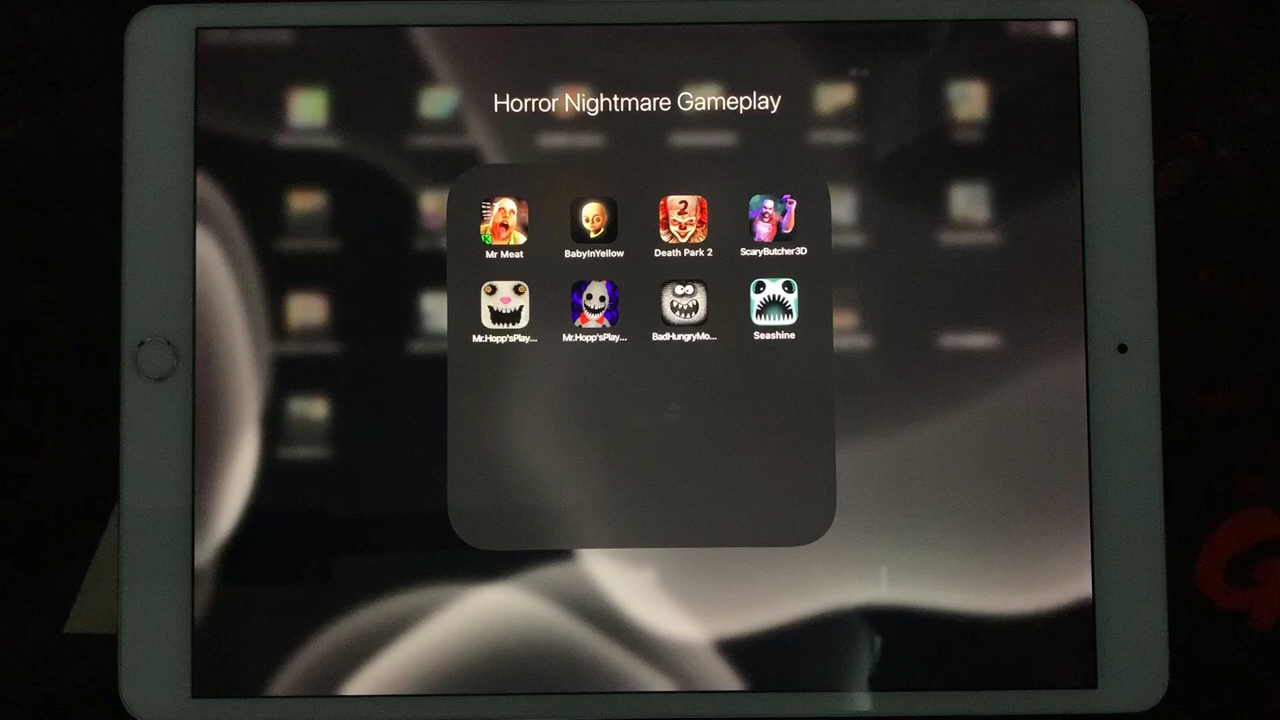 Horror Nightmare Gameplay
Mr Meat BabyInYellow Death Park 2 ScaryButcher3D
Mr.Hopp'sPlay... Mr.Hopp'sPlay... BadHungryMo... Seashine